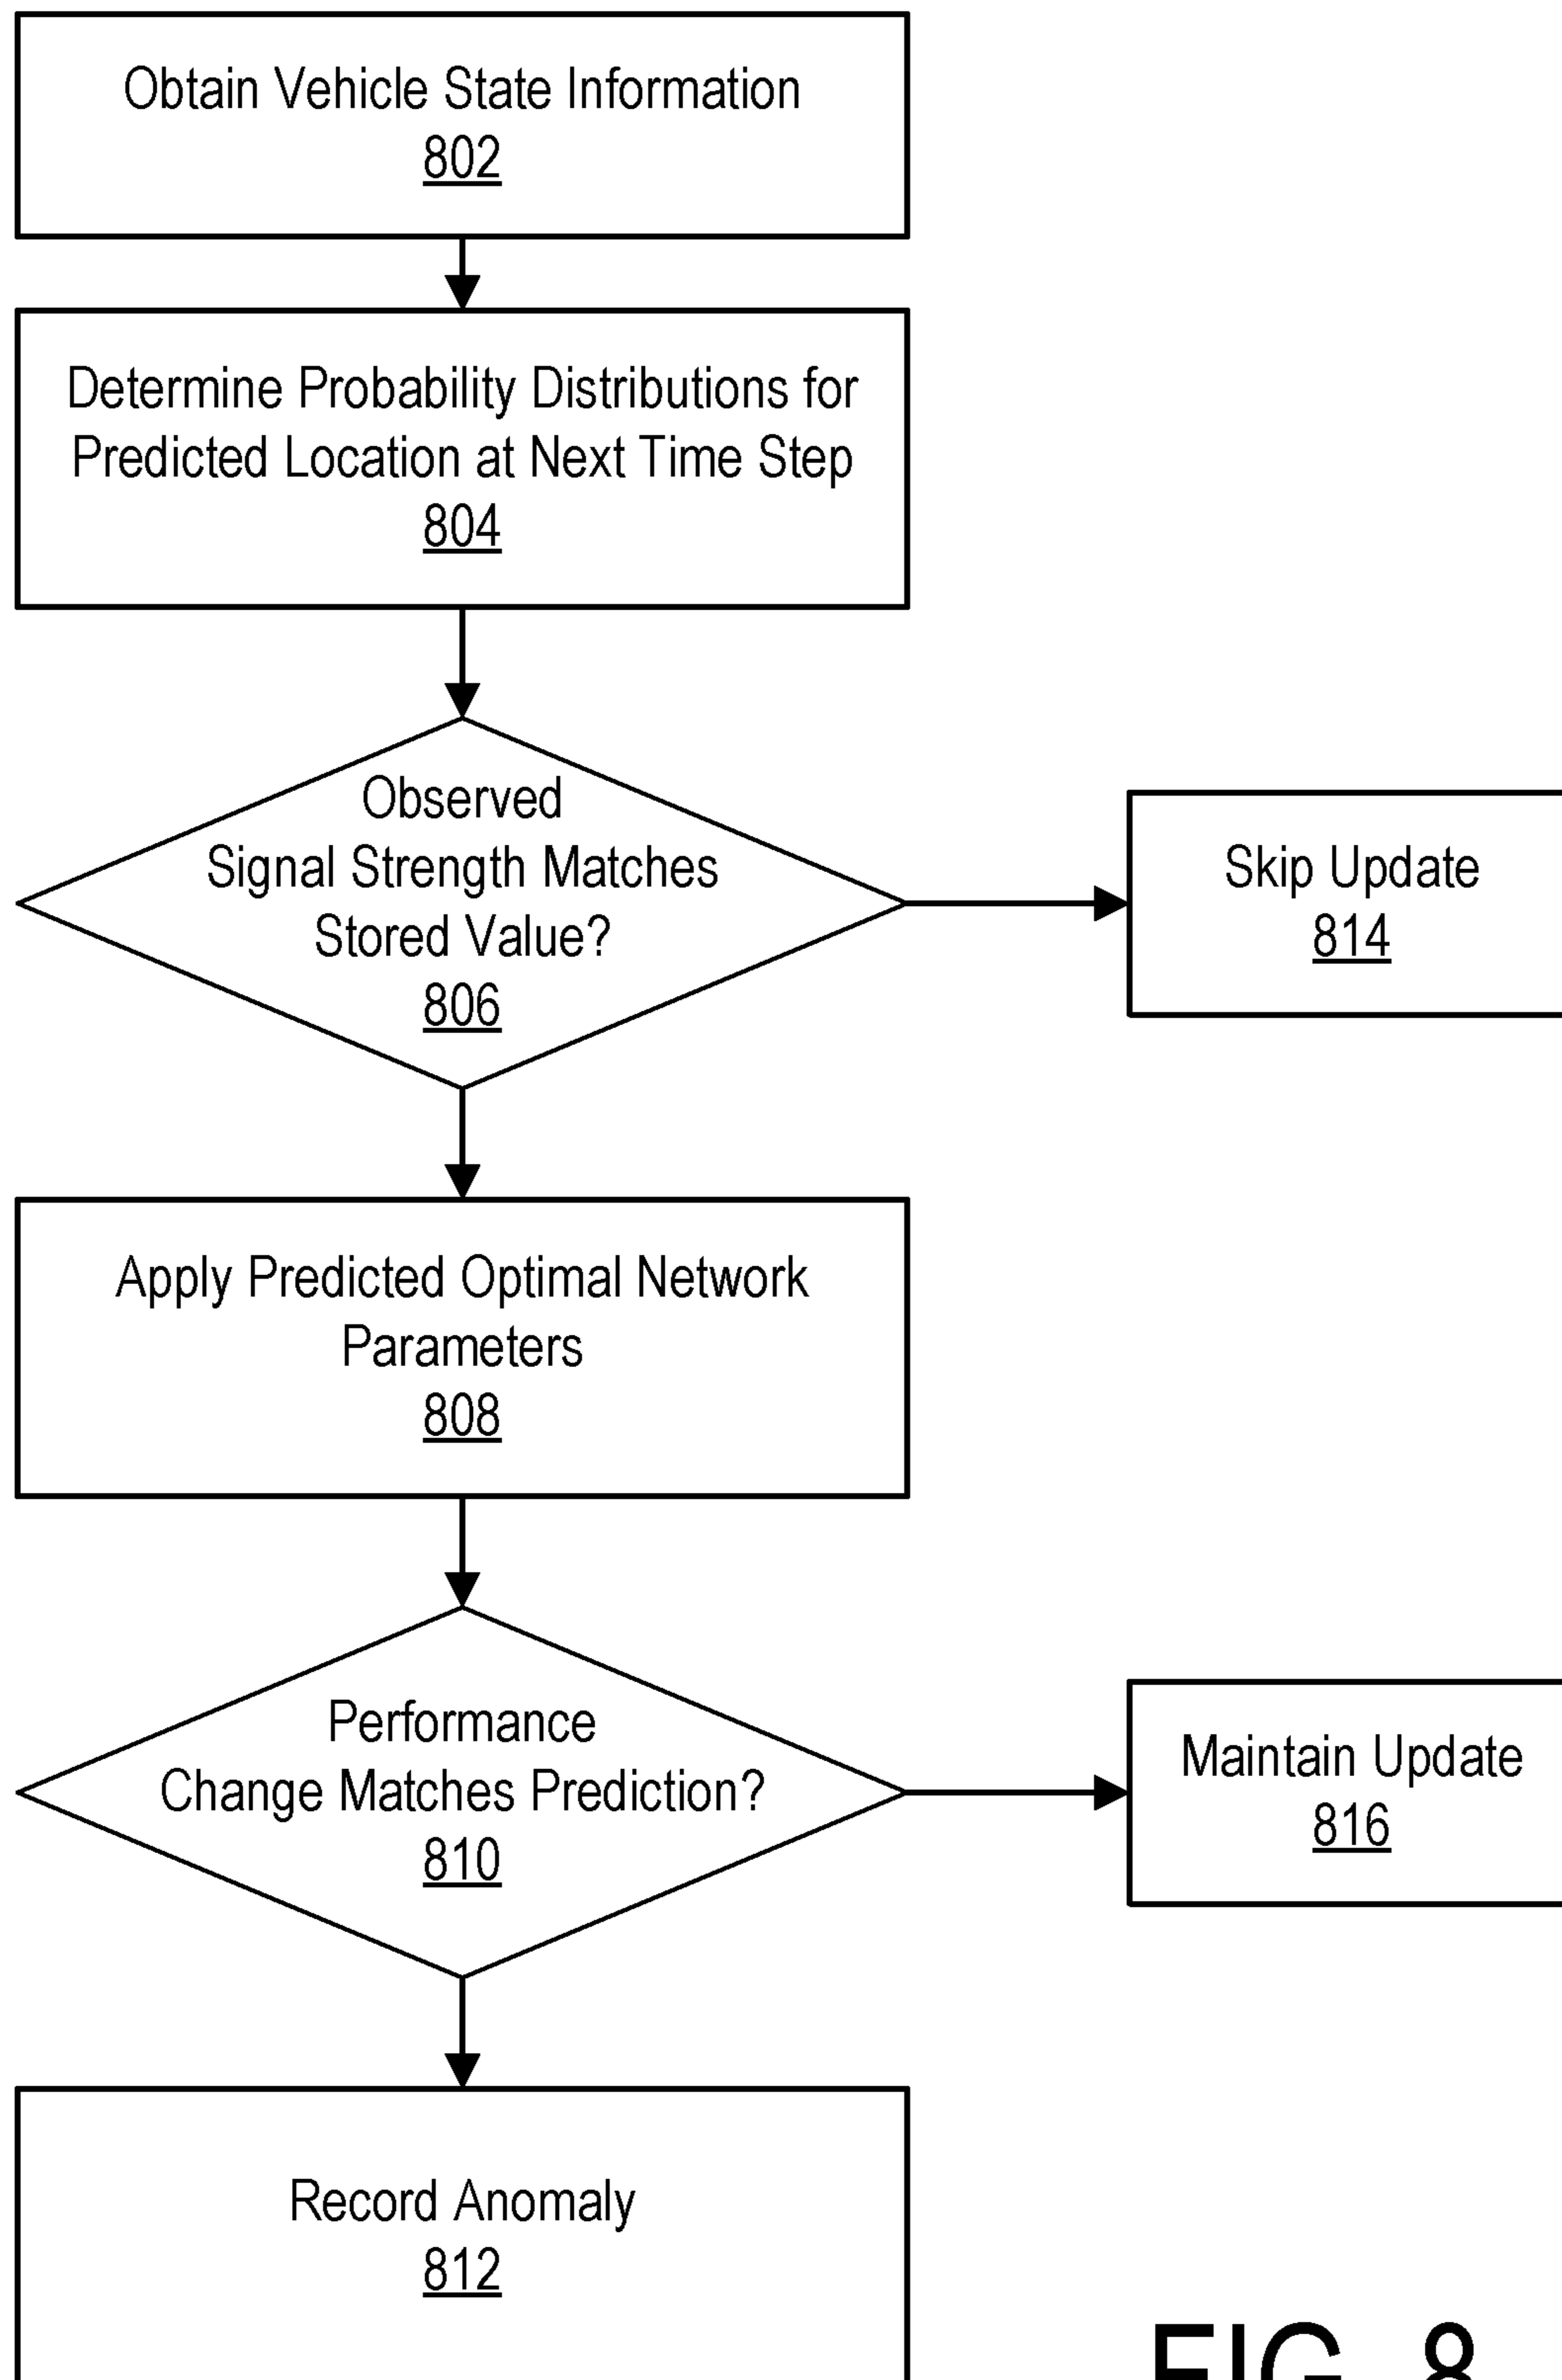 Obtain Vehicle State Information
802
Determine Probability Distributions for
Predicted Location at Next Time Step
804
Observed
Signal Strength Matches
Stored Value?
806
Skip Update
814
Apply Predicted Optimal Network
Parameters
808
Performance
Change Matches Prediction?
810
Maintain Update
816
Record Anomaly
812
FIG. 8